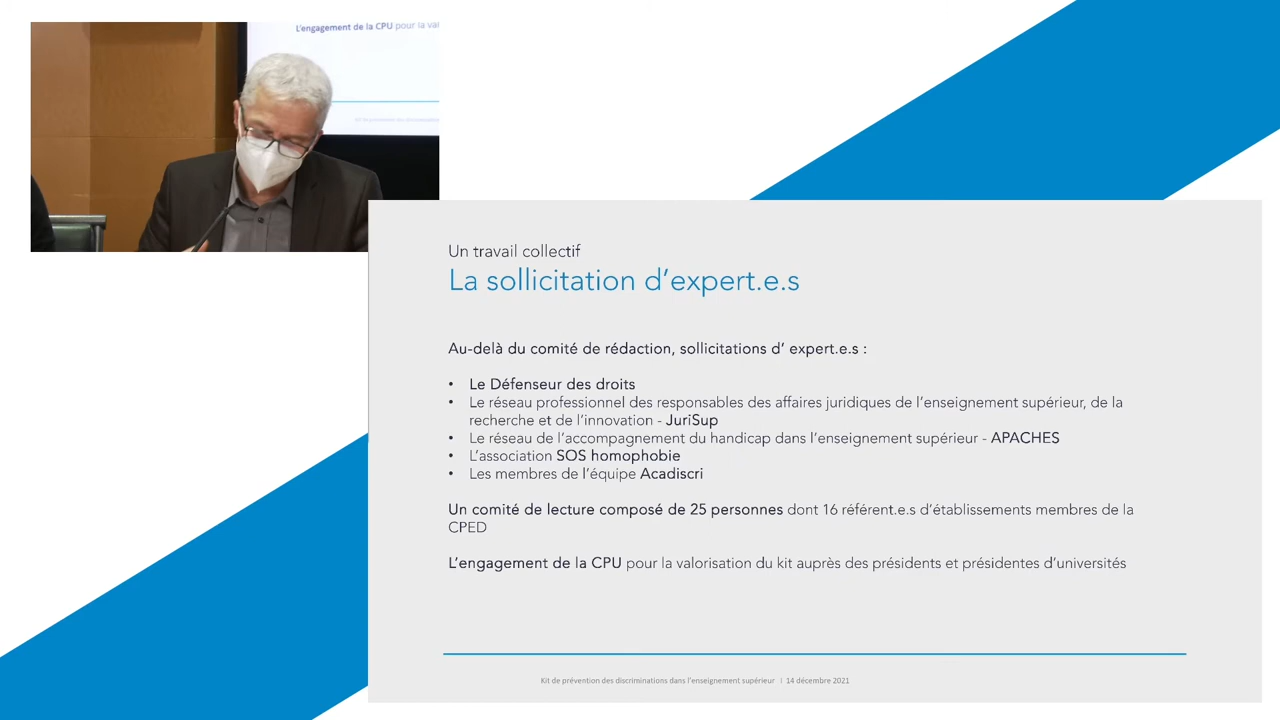 L'engagement de la CPU pour la va
Un travail collectif
La sollicitation d'expert.e.s
Au-delà du comité de rédaction, sollicitations d' expert.e.s :
• Le Défenseur des droits
• Le réseau professionnel des responsables des affaires juridiques de l'enseignement supérieur, de la
recherche et de l'innovation - JuriSup
• Le réseau de l'accompagnement du handicap dans l'enseignement supérieur - APACHES
• L'association SOS homophobie
• Les membres de l'équipe Acadiscri
Un comité de lecture composé de 25 personnes dont 16 référent.e.s d'établissements membres de la
CPED
L'engagement de la CPU pour la valorisation du kit auprès des présidents et présidentes d'universités
Kit de prévention des discriminations dans l'enseignement supérieur I 14 décembre 2021